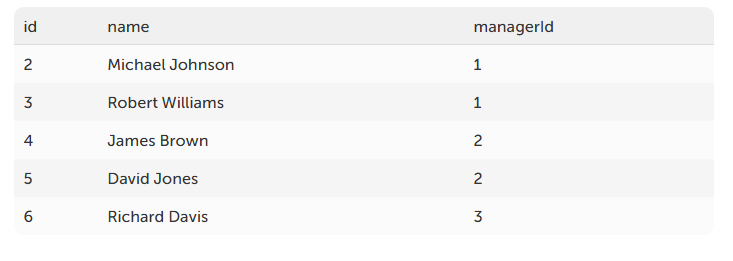 id name managerId
2 Michael Johnson 1
3 Robert Williams 1
4 James Brown 2
5 David Jones 2
6 Richard Davis 3